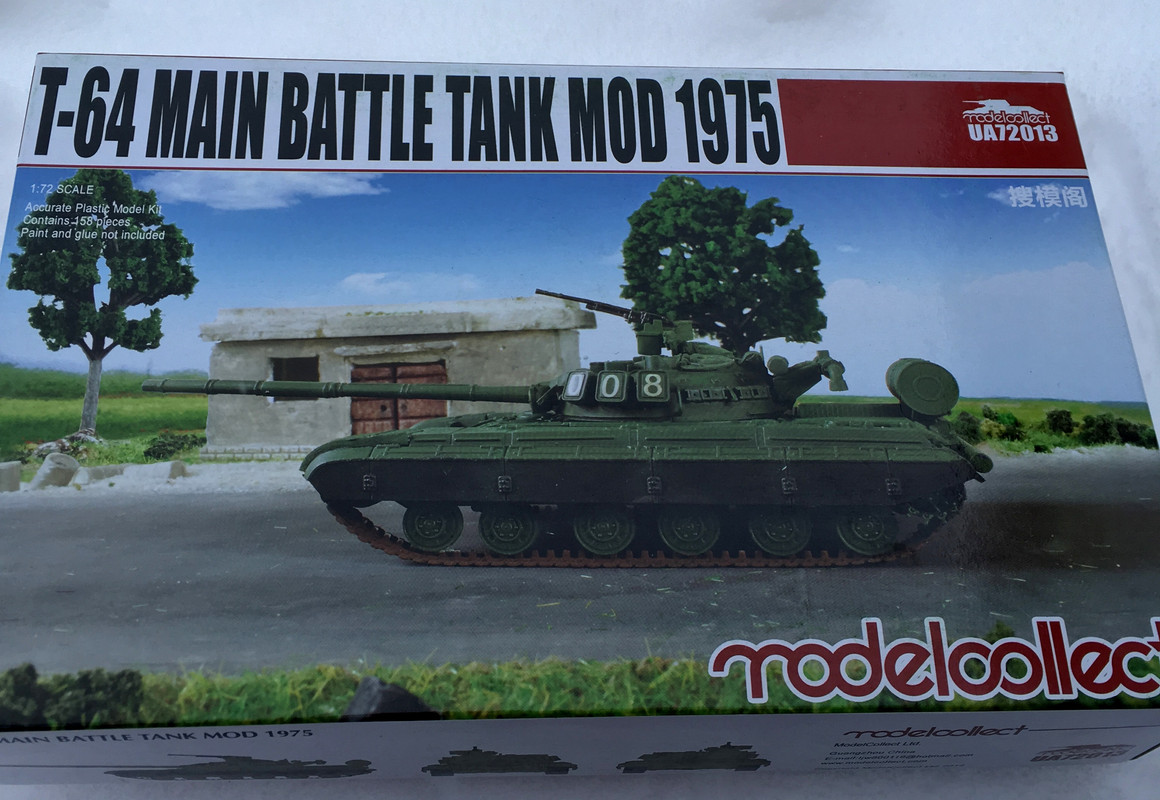 T-64 MAIN BATTLE TANK MOD 1975
modelcollect
UA72013
搜模阁
1:72 SCALE
Accurate Plastic Model Kit
Contains 158 pieces
Paint and glue not included
008
modelcollect
MAIN BATTLE TANK MOD 1975
modelcollect
ModelCollect Ltd.
Guangzhou China